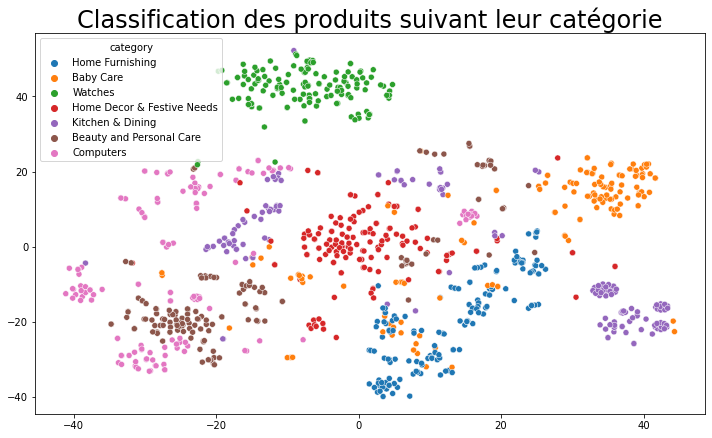 Classification des produits suivant leur catégorie
category
Home Furnishing
Baby Care
Watches
Home Decor & Festive Needs
Kitchen & Dining
Beauty and Personal Care
Computers
40
20
0
−20
−40
−40
−20
0
20
40